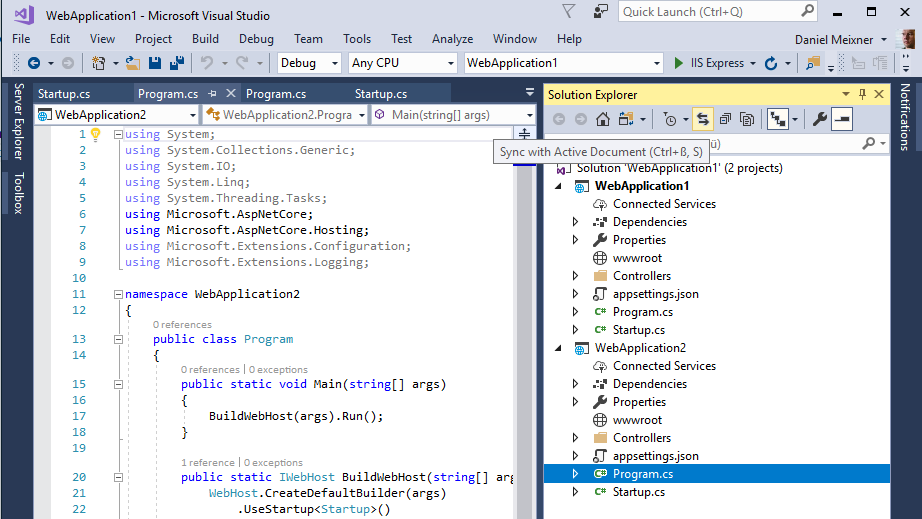 WebApplication1 - Microsoft Visual Studio
Quick Launch (Ctrl+Q)
File Edit View Project Build Debug Team Tools Test Analyze Window Help
Daniel Meixner
Debug Any CPU WebApplication1 IIS Express
Server Explorer
Toolbox
Startup.cs Program.cs Program.cs Startup.cs
WebApplication2 WebApplication2.Progra Main(string[] args)
1 using System;
2 using System.Collections.Generic;
3 using System.IO;
4 using System.Linq;
5 using System.Threading.Tasks;
6 using Microsoft.AspNetCore;
7 using Microsoft.AspNetCore.Hosting;
8 using Microsoft.Extensions.Configuration;
9 using Microsoft.Extensions.Logging;
10
11 namespace WebApplication2
12 {
0 references
13 public class Program
14 {
0 references | 0 exceptions
15 public static void Main(string[] args)
16 {
17 BuildWebHost(args).Run();
18 }
19
1 reference | 0 exceptions
20 public static IWebHost BuildWebHost(string[] arg
21 WebHost.CreateDefaultBuilder(args)
22 .UseStartup<Startup>()
Solution Explorer
Sync with Active Document (Ctrl+ß, S)
ü)
Solution 'WebApplication1' (2 projects)
WebApplication1
Connected Services
Dependencies
Properties
wwwroot
Controllers
appsettings.json
C# Program.cs
C# Startup.cs
WebApplication2
Connected Services
Dependencies
Properties
wwwroot
Controllers
appsettings.json
C# Program.cs
C# Startup.cs
Notifications